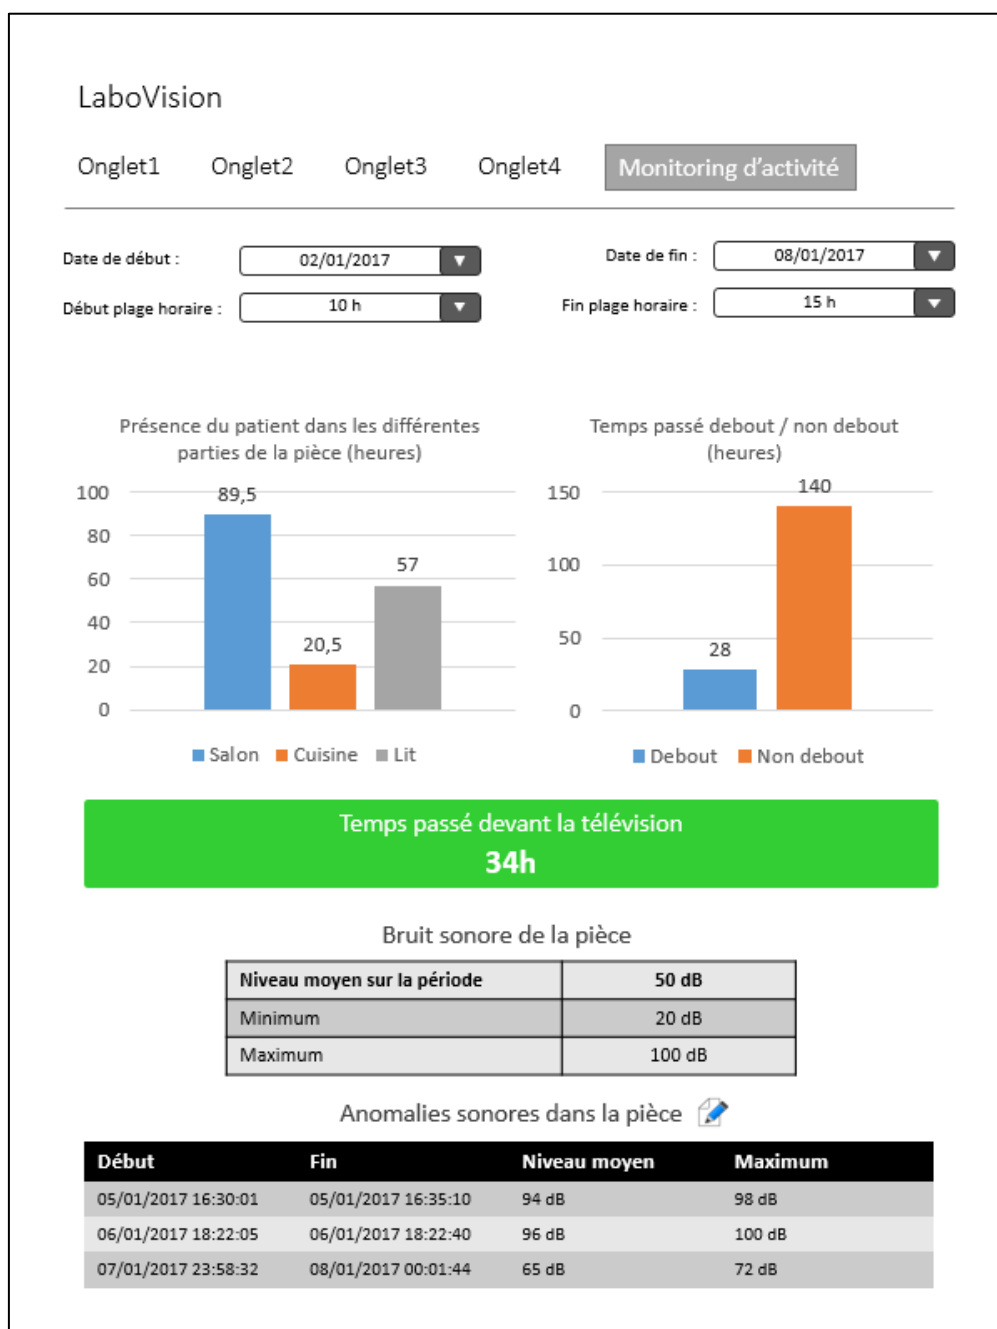 LaboVision
Onglet1 Onglet2 Onglet3 Onglet4 Monitoring d'activité
Date de début : 02/01/2017 Date de fin : 08/01/2017
Début plage horaire : 10 h Fin plage horaire : 15 h
Présence du patient dans les différentes
parties de la pièce (heures)
100
80
60
40
20
0
89,5
20,5
57
Salon Cuisine Lit
Temps passé debout / non debout
(heures)
150
100
50
0
28
140
Debout Non debout
Temps passé devant la télévision
34h
Bruit sonore de la pièce
Niveau moyen sur la période 50 dB
Minimum 20 dB
Maximum 100 dB
Anomalies sonores dans la pièce
Début Fin Niveau moyen Maximum
05/01/2017 16:30:01 05/01/2017 16:35:10 94 dB 98 dB
06/01/2017 18:22:05 06/01/2017 18:22:40 96 dB 100 dB
07/01/2017 23:58:32 08/01/2017 00:01:44 65 dB 72 dB